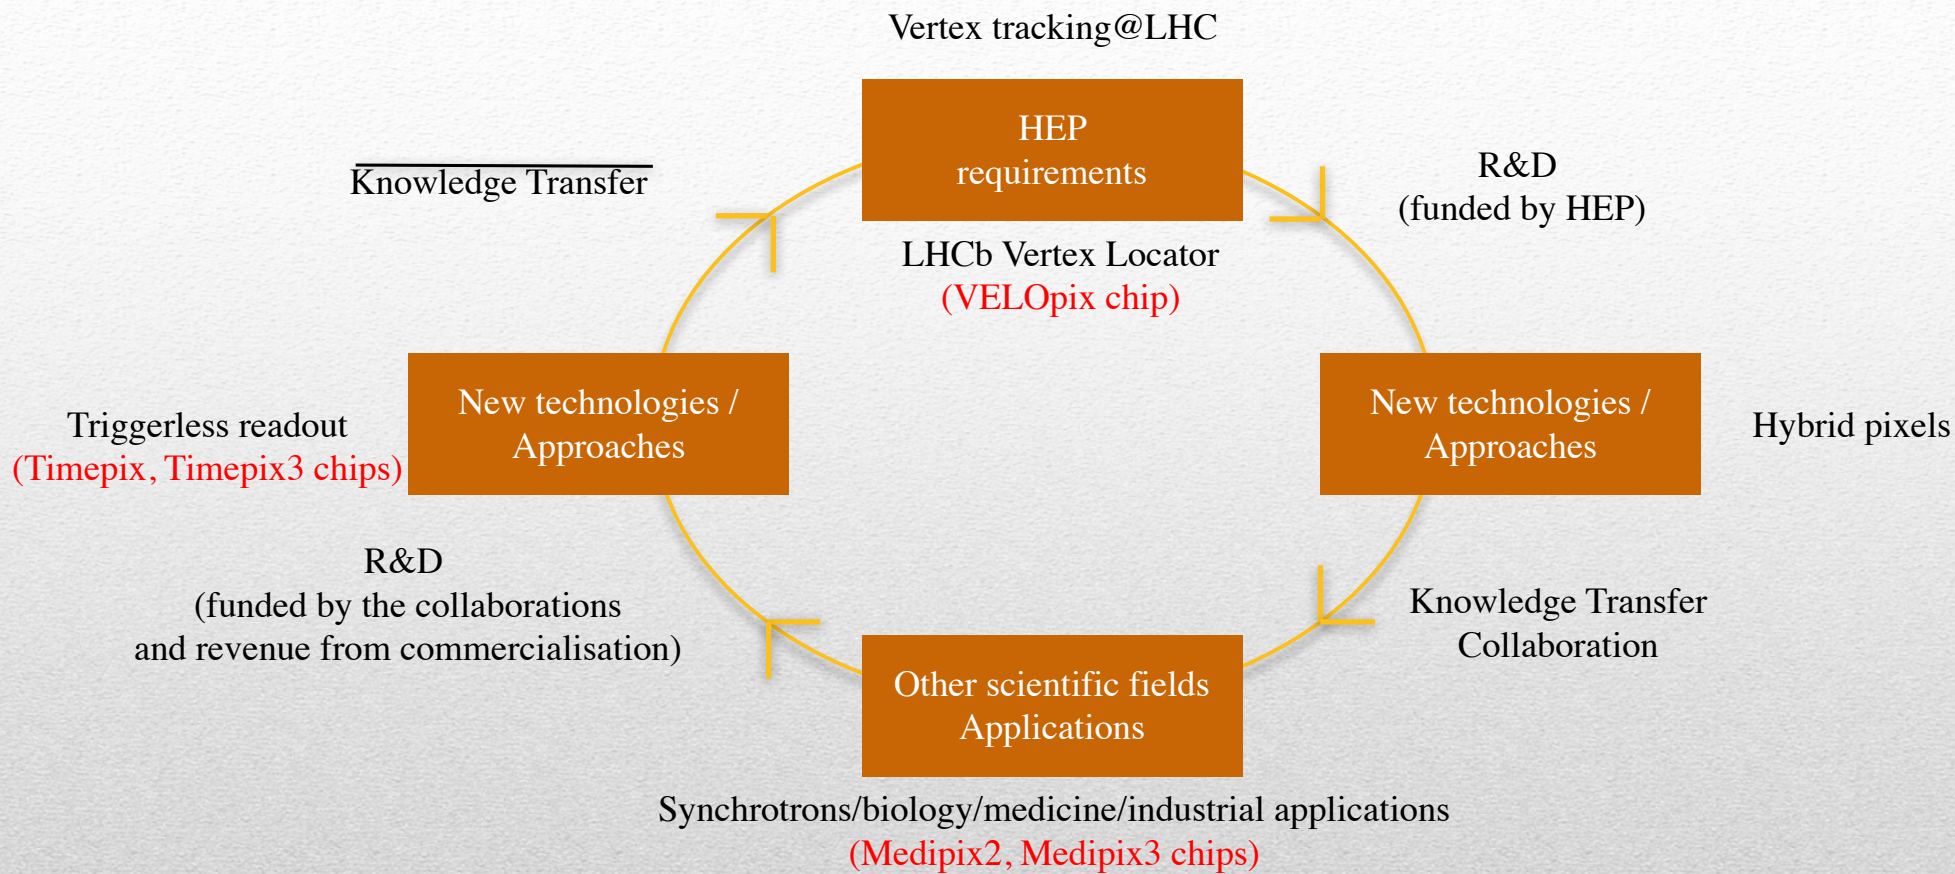 Vertex tracking@LHC
HEP
requirements
Knowledge Transfer
R&D
(funded by HEP)
LHCb Vertex Locator
(VELOpix chip)
New technologies /
Approaches
New technologies /
Approaches
Triggerless readout
(Timepix, Timepix3 chips)
Hybrid pixels
R&D
(funded by the collaborations
and revenue from commercialisation)
Knowledge Transfer
Collaboration
Other scientific fields
Applications
Synchrotrons/biology/medicine/industrial applications
(Medipix2, Medipix3 chips)